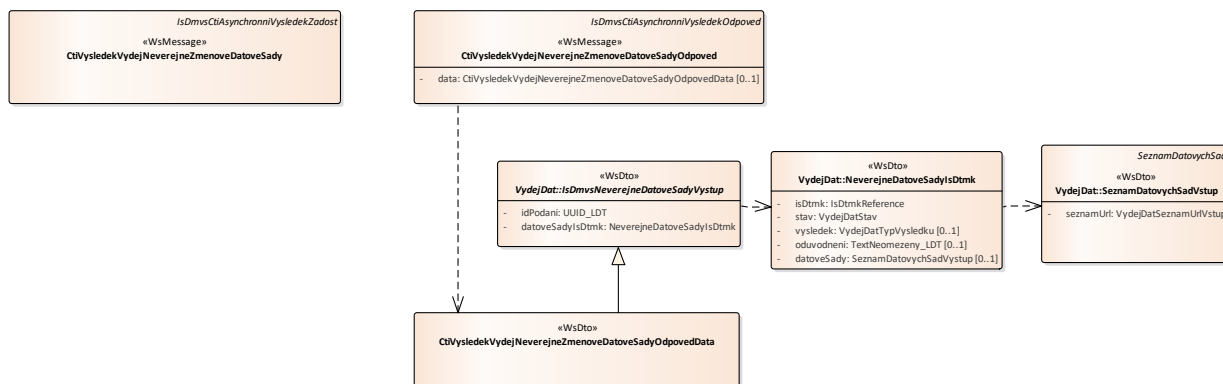 IsDmvsCtiAsynchronniVysledekZadost
«WsMessage»
CtiVysledekVydejNeverejneZmenoveDatoveSady
IsDmvsCtiAsynchronniVysledekOdpoved
«WsMessage»
CtiVysledekVydejNeverejneZmenoveDatoveSadyOdpoved
- data: CtiVysledekVydejNeverejneZmenoveDatoveSadyOdpovedData [0..1]
«WsDto»
VydejDat::IsDmvsNeverejneDatoveSadyVystup
- idPodani: UUID_LDT
- datoveSadyIsDtmk: NeverejneDatoveSadyIsDtmk
«WsDto»
VydejDat::NeverejneDatoveSadyIsDtmk
- isDtmk: IsDtmkReference
- stav: VydejDatStav
- vysledek: VydejDatTypVysledku [0..1]
- oduvodneni: TextNeomezeny_LDT [0..1]
- datoveSady: SeznamDatovychSadVystup [0..1]
SeznamDatovychSad
«WsDto»
VydejDat::SeznamDatovychSadVstup
- seznamUrl: VydejDatSeznamUrlVstup
«WsDto»
CtiVysledekVydejNeverejneZmenoveDatoveSadyOdpovedData